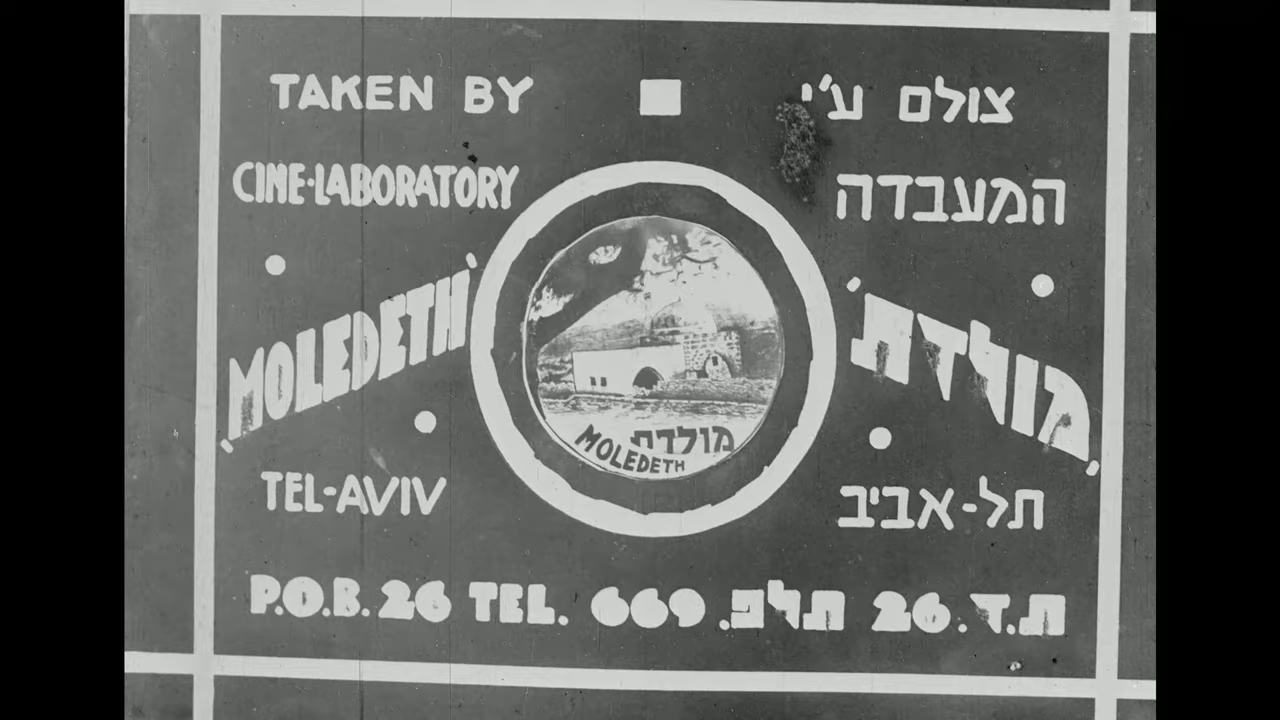 TAKEN BY
CINE-LABORATORY
'MOLEDETH'
TEL-AVIV
צולם ע"י
המעבדה
'מולדת'
תל-אביב
מולדת
MOLEDETH
P.O.B. 26 TEL. 669 .ת.ד. 26 תלפ